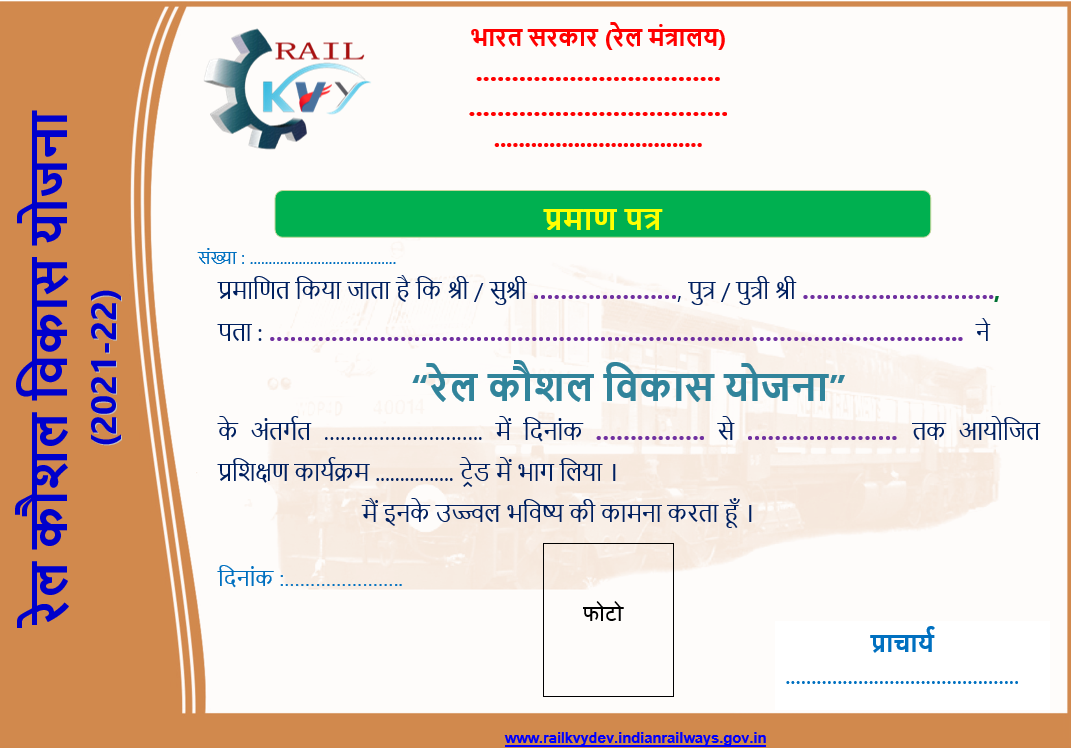 रेल कौशल विकास योजना
(2021-22)
RAIL
KVY
भारत सरकार (रेल मंत्रालय)
..................................
....................................
..................................
प्रमाण पत्र
संख्या : .....................................
प्रमाणित किया जाता है कि श्री / सुश्री ....................., पुत्र / पुत्री श्री ............................,
पता : ..................................................................................................... ने
“रेल कौशल विकास योजना”
के अंतर्गत ............................. में दिनांक ................ से ...................... तक आयोजित
प्रशिक्षण कार्यक्रम ................ ट्रेड में भाग लिया ।
मैं इनके उज्ज्वल भविष्य की कामना करता हूँ ।
दिनांक :.......................
फोटो
प्राचार्य
.............................................
www.railkvydev.indianrailways.gov.in